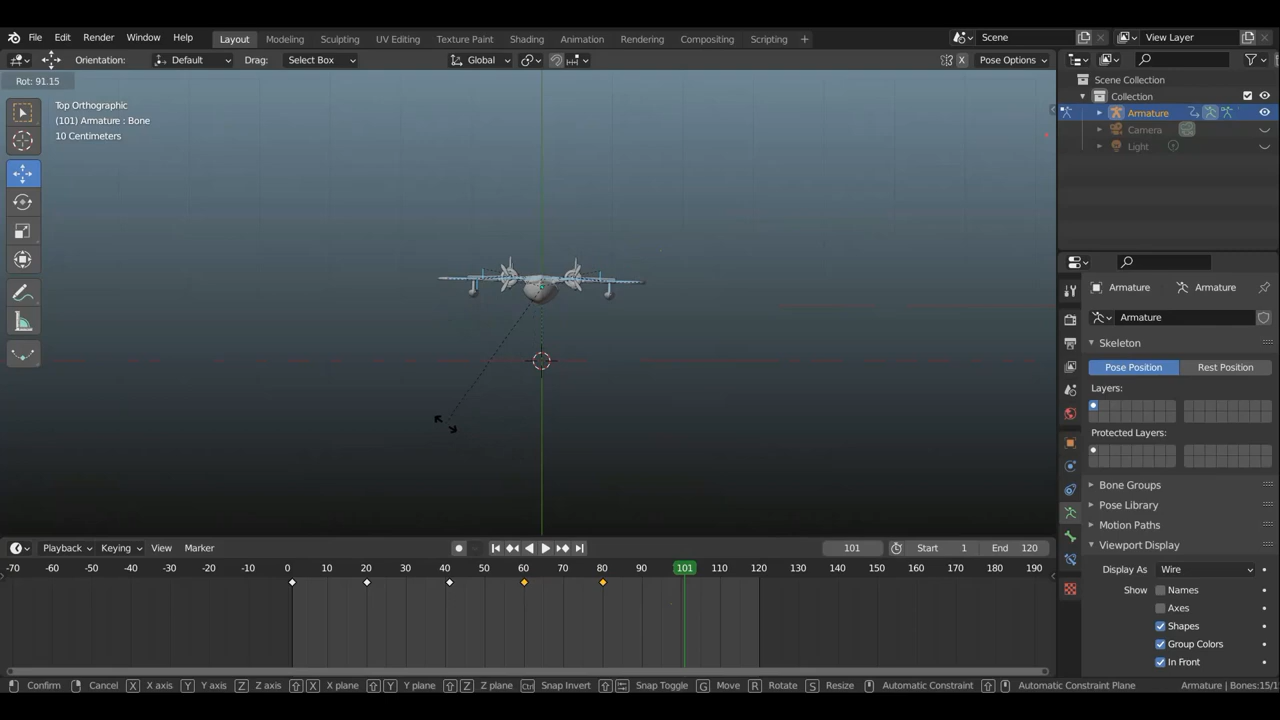 File Edit Render Window Help Layout Modeling Sculpting UV Editing Texture Paint Shading Animation Rendering Compositing Scripting + Scene View Layer
Orientation: Default Drag: Select Box Global X Pose Options
Rot: 91.15
Top Orthographic
(101) Armature : Bone
10 Centimeters
Scene Collection
Collection
Armature
Camera
Light
Armature Armature
Armature
Skeleton
Pose Position Rest Position
Layers:
Protected Layers:
Bone Groups
Pose Library
Motion Paths
Viewport Display
Display As Wire
Show Names
Axes
Shapes
Group Colors
In Front
Playback Keying View Marker 101 Start 1 End 120
-70 -60 -50 -40 -30 -20 -10 0 10 20 30 40 50 60 70 80 90 101 110 120 130 140 150 160 170 180 190
Confirm Cancel X X axis Y Y axis Z Z axis X X plane Y Y plane Z Z plane Ctrl Snap Invert Snap Toggle G Move R Rotate S Resize Automatic Constraint Automatic Constraint Plane Armature | Bones:15/1